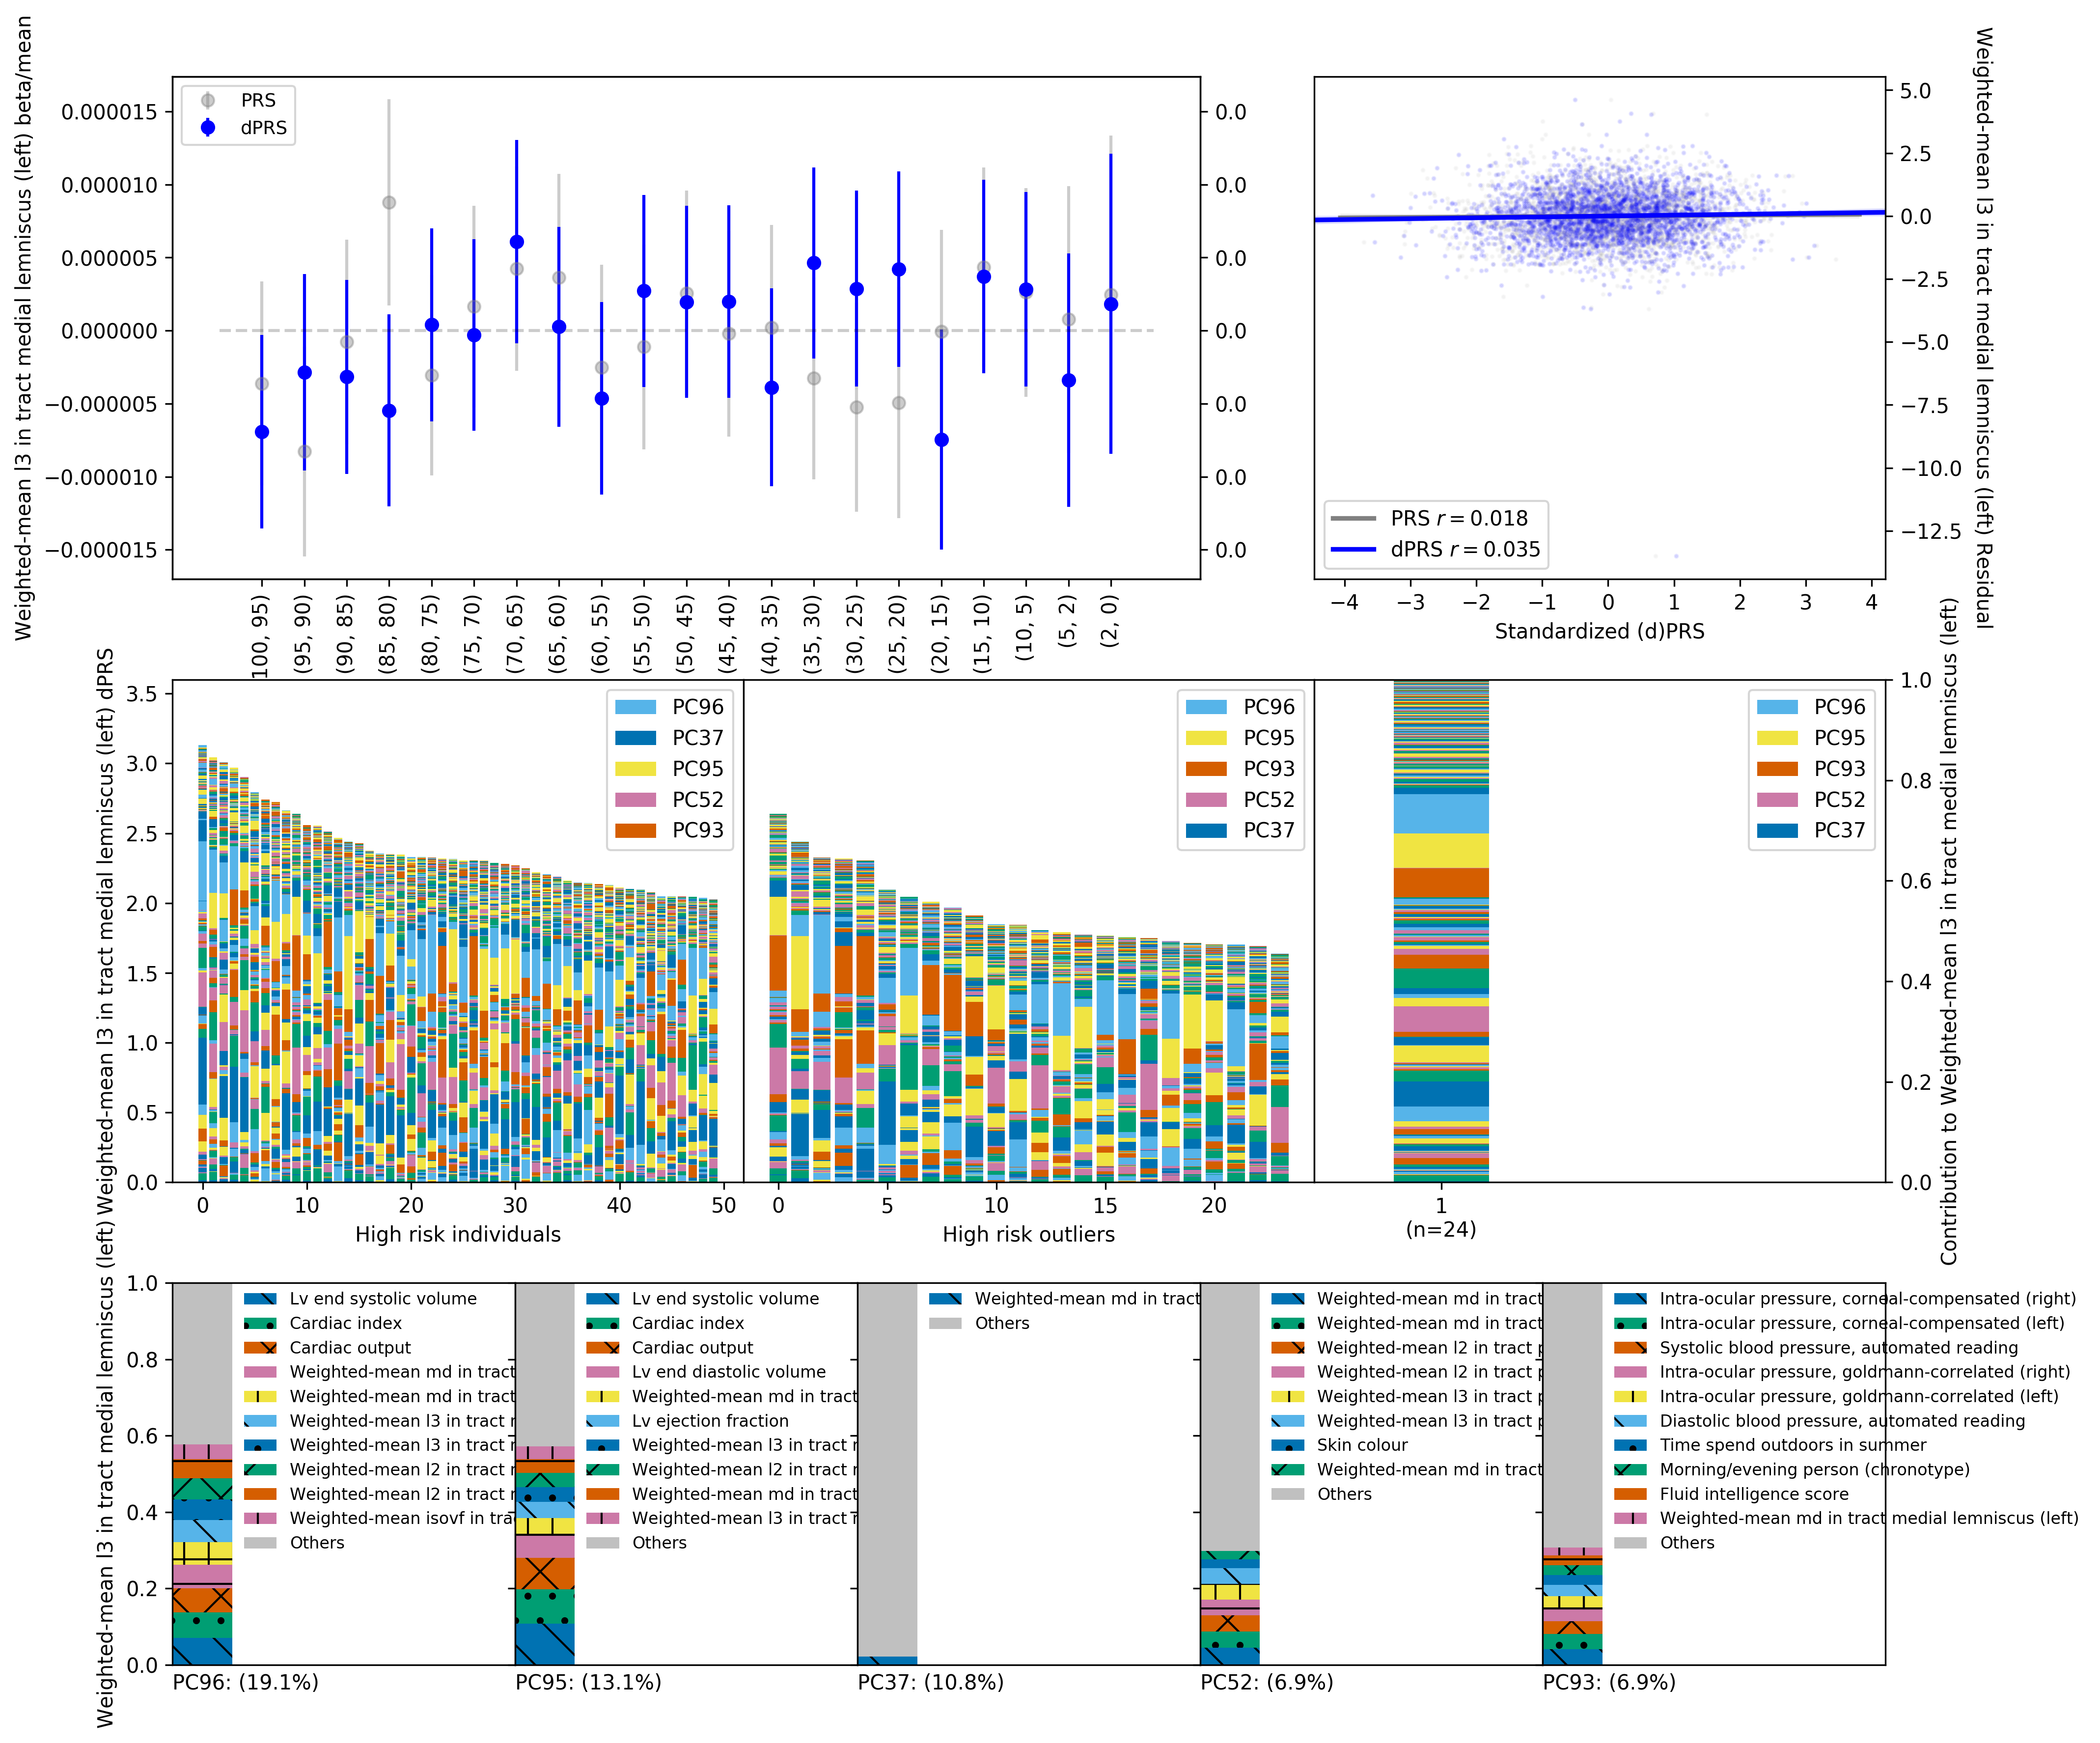 Weighted-mean l3 in tract medial lemniscus (left) beta/mean
0.000015
0.000010
0.000005
0.000000
−0.000005
−0.000010
−0.000015
PRS
dPRS
0.0
0.0
0.0
0.0
0.0
0.0
0.0
100, 95)
(95, 90)
(90, 85)
(85, 80)
(80, 75)
(75, 70)
(70, 65)
(65, 60)
(60, 55)
(55, 50)
(50, 45)
(45, 40)
(40, 35)
(35, 30)
(30, 25)
(25, 20)
(20, 15)
(15, 10)
(10, 5)
(5, 2)
(2, 0)
5.0
2.5
0.0
−2.5
−5.0
−7.5
−10.0
−12.5
Weighted-mean l3 in tract medial lemniscus (left) Residual
PRS r = 0.018
dPRS r = 0.035
−4 −3 −2 −1 0 1 2 3 4
Standardized (d)PRS
Weighted-mean l3 in tract medial lemniscus (left) dPRS
3.5
3.0
2.5
2.0
1.5
1.0
0.5
0.0
PC96
PC37
PC95
PC52
PC93
0 10 20 30 40 50
High risk individuals
PC96
PC95
PC93
PC52
PC37
0 5 10 15 20
High risk outliers
PC96
PC95
PC93
PC52
PC37
1
(n=24)
1.0
0.8
0.6
0.4
0.2
0.0
Contribution to Weighted-mean l3 in tract medial lemniscus (left)
Weighted-mean l3 in tract medial lemniscus (left)
1.0
0.8
0.6
0.4
0.2
0.0
Lv end systolic volume
Cardiac index
Cardiac output
Weighted-mean md in tract
Weighted-mean md in tract
Weighted-mean l3 in tract
Weighted-mean l3 in tract
Weighted-mean l2 in tract
Weighted-mean l2 in tract
Weighted-mean isovf in
Others
PC96: (19.1%)
Lv end systolic volume
Cardiac index
Cardiac output
Lv end diastolic volume
Weighted-mean md in tract
Lv ejection fraction
Weighted-mean l3 in tract
Weighted-mean l2 in tract
Weighted-mean md in tract
Weighted-mean l3 in tract
Others
PC95: (13.1%)
Weighted-mean md in tract
Others
PC37: (10.8%)
Weighted-mean md in tract
Weighted-mean md in tract
Weighted-mean l2 in tract
Weighted-mean l2 in tract
Weighted-mean l3 in tract
Weighted-mean l3 in tract
Skin colour
Weighted-mean md in tract
Others
PC52: (6.9%)
Intra-ocular pressure, corneal-compensated (right)
Intra-ocular pressure, corneal-compensated (left)
Systolic blood pressure, automated reading
Intra-ocular pressure, goldmann-correlated (right)
Intra-ocular pressure, goldmann-correlated (left)
Diastolic blood pressure, automated reading
Time spend outdoors in summer
Morning/evening person (chronotype)
Fluid intelligence score
Weighted-mean md in tract medial lemniscus (left)
Others
PC93: (6.9%)